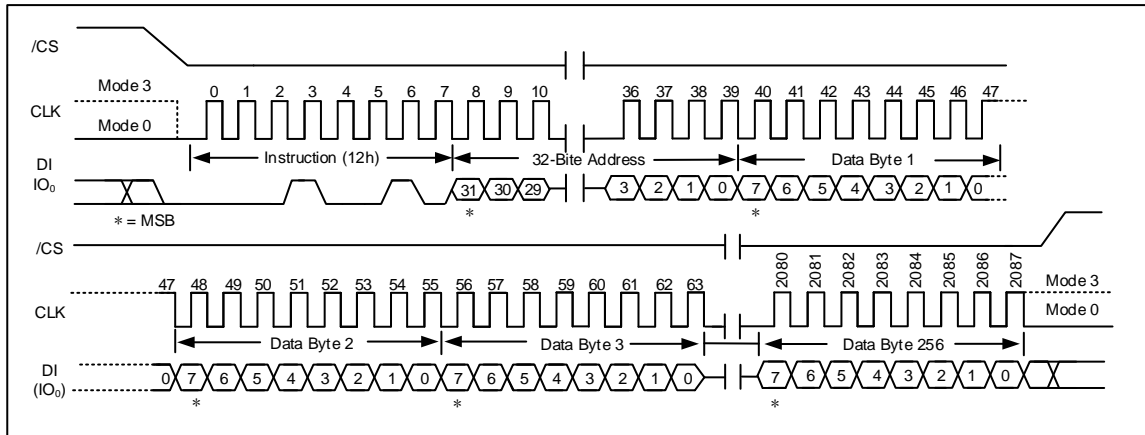 /CS
Mode 3
0 1 2 3 4 5 6 7 8 9 10 36 37 38 39 40 41 42 43 44 45 46 47
CLK
Mode 0
Instruction (12h) 32-Bite Address Data Byte 1
DI
IO₀
31 30 29 3 2 1 0 7 6 5 4 3 2 1 0
* = MSB * *
/CS
47 48 49 50 51 52 53 54 55 56 57 58 59 60 61 62 63 2080 2081 2082 2083 2084 2085 2086 2087
Mode 3
CLK
Mode 0
Data Byte 2 Data Byte 3 Data Byte 256
DI
(IO₀)
0 7 6 5 4 3 2 1 0 7 6 5 4 3 2 1 0 7 6 5 4 3 2 1 0
* * *